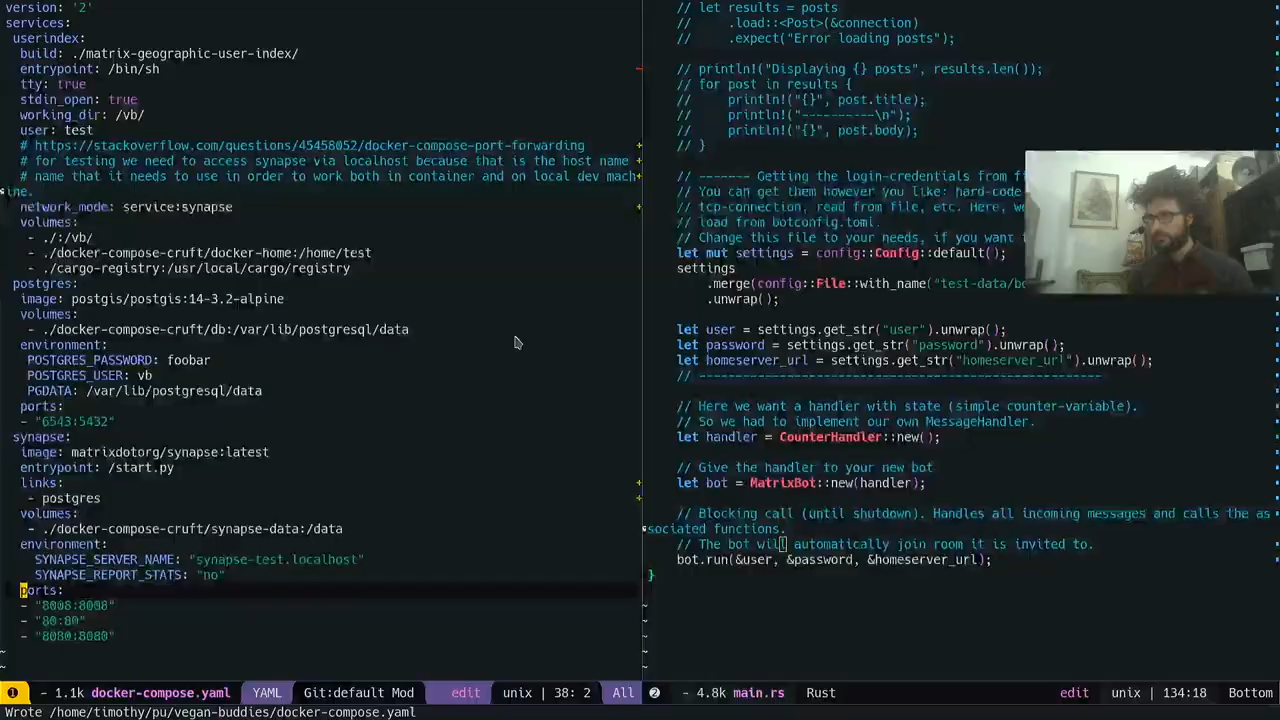 version: '2'
services:
userindex:
build: ./matrix-geographic-user-index/
entrypoint: /bin/sh
tty: true
stdin_open: true
working_dir: /vb/
user: test
# https://stackoverflow.com/questions/45458052/docker-compose-port-forwarding
# for testing we need to access synapse via localhost because that is the host name
# name that it needs to use in order to work both in container and on local dev mach
ine.
network_mode: service:synapse
volumes:
- ./:/vb/
- ./docker-compose-cruft/docker-home:/home/test
- ./cargo-registry:/usr/local/cargo/registry
postgres:
image: postgis/postgis:14-3.2-alpine
volumes:
- ./docker-compose-cruft/db:/var/lib/postgresql/data
environment:
POSTGRES_PASSWORD: foobar
POSTGRES_USER: vb
PGDATA: /var/lib/postgresql/data
ports:
- "6543:5432"
synapse:
image: matrixdotorg/synapse:latest
entrypoint: /start.py
links:
- postgres
volumes:
- ./docker-compose-cruft/synapse-data:/data
environment:
SYNAPSE_SERVER_NAME: "synapse-test.localhost"
SYNAPSE_REPORT_STATS: "no"
ports:
- "8008:8008"
- "80:80"
- "8080:8080"
~
~
1 - 1.1k docker-compose.yaml YAML Git:default Mod edit unix | 38: 2 All
Wrote /home/timothy/pu/vegan-buddies/docker-compose.yaml
// let results = posts
// .load::<Post>(&connection)
// .expect("Error loading posts");
// println!("Displaying {} posts", results.len());
// for post in results {
// println!("{}", post.title);
// println!("----------\n");
// println!("{}", post.body);
// }
// ------- Getting the login-credentials from f
// You can get them however you like: hard-code
// tcp-connection, read from file, etc. Here, w
// load from botconfig.toml.
// Change this file to your needs, if you want
let mut settings = config::Config::default();
settings
.merge(config::File::with_name("test-data/b
.unwrap();
let user = settings.get_str("user").unwrap();
let password = settings.get_str("password").unwrap();
let homeserver_url = settings.get_str("homeserver_url").unwrap();
// -----------------------------------------------------
// Here we want a handler with state (simple counter-variable).
// So we had to implement our own MessageHandler.
let handler = CounterHandler::new();
// Give the handler to your new bot
let bot = MatrixBot::new(handler);
// Blocking call (until shutdown). Handles all incoming messages and calls the as
sociated functions.
// The bot will automatically join room it is invited to.
bot.run(&user, &password, &homeserver_url);
}
~
~
~
~
~
~
2 - 4.8k main.rs Rust edit unix | 134:18 Bottom